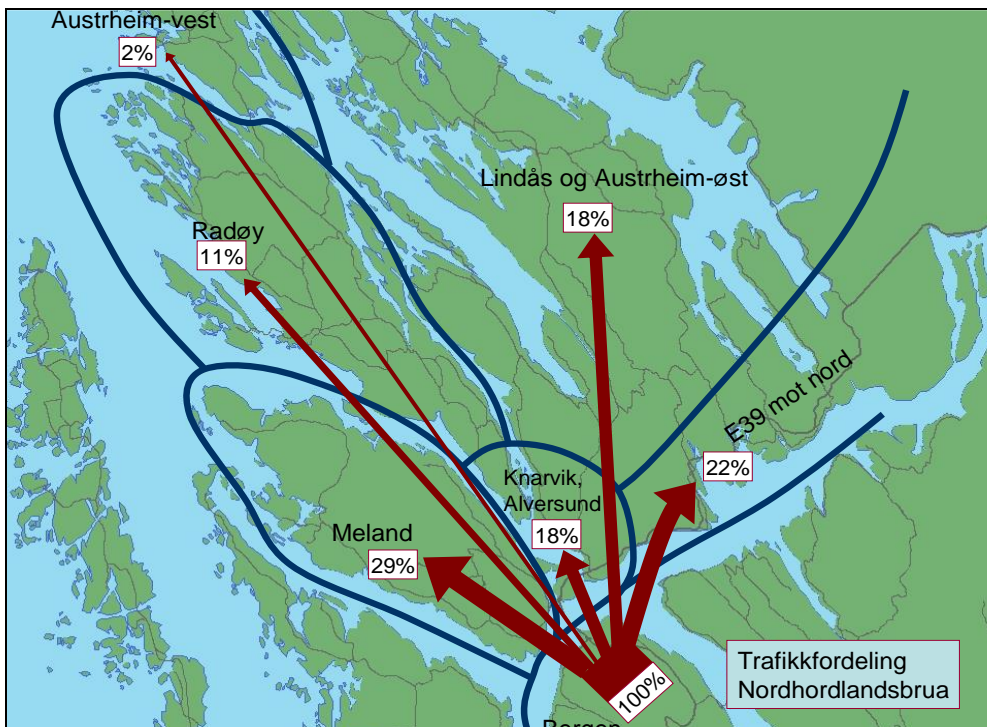 Austrheim-vest
2%
Lindås og Austrheim-øst
18%
Radøy
11%
E39 mot nord
22%
Knarvik,
Alversund
18%
Meland
29%
100%
Trafikkfordeling
Nordhordlandsbrua
Bergen